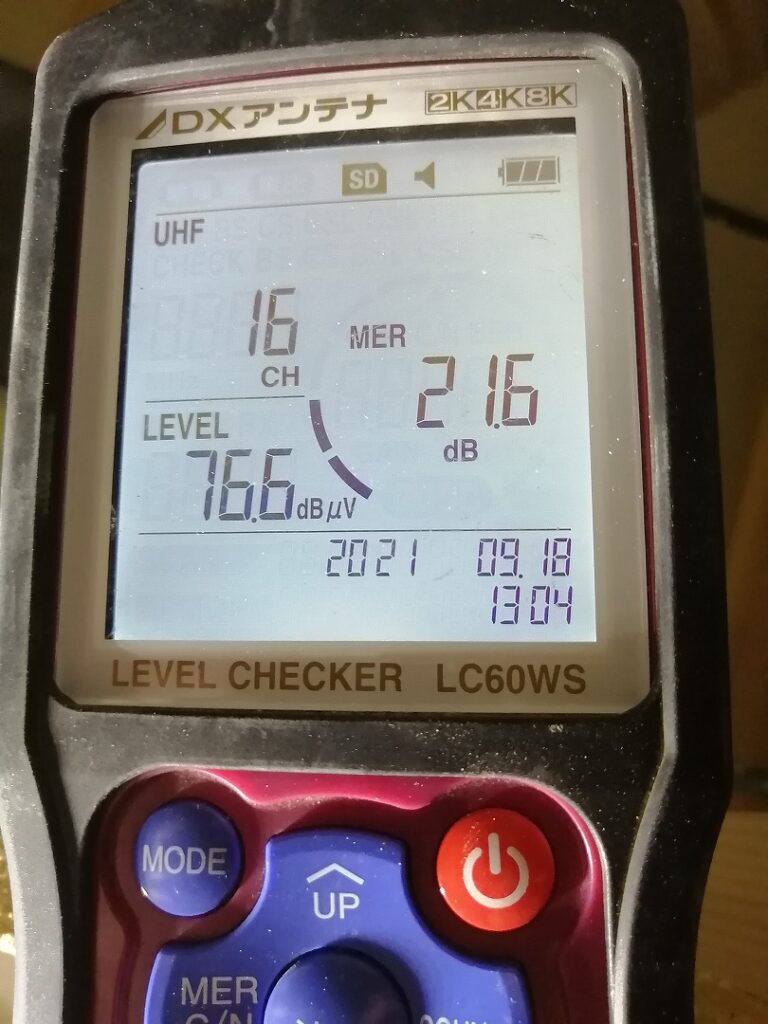 DXアンテナ 2K4K8K
SD
UHF
16 CH
MER 21.6 dB
LEVEL 76.6 dBµV
2021 09.18
13 04
LEVEL CHECKER LC60WS
MODE
UP
MER
C/N